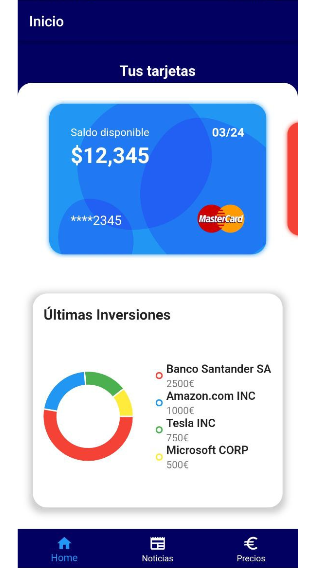 Inicio
Tus tarjetas
Saldo disponible 03/24
$12,345
****2345 MasterCard
Últimas Inversiones
Banco Santander SA
2500€
Amazon.com INC
1000€
Tesla INC
750€
Microsoft CORP
500€
Home Noticias Precios